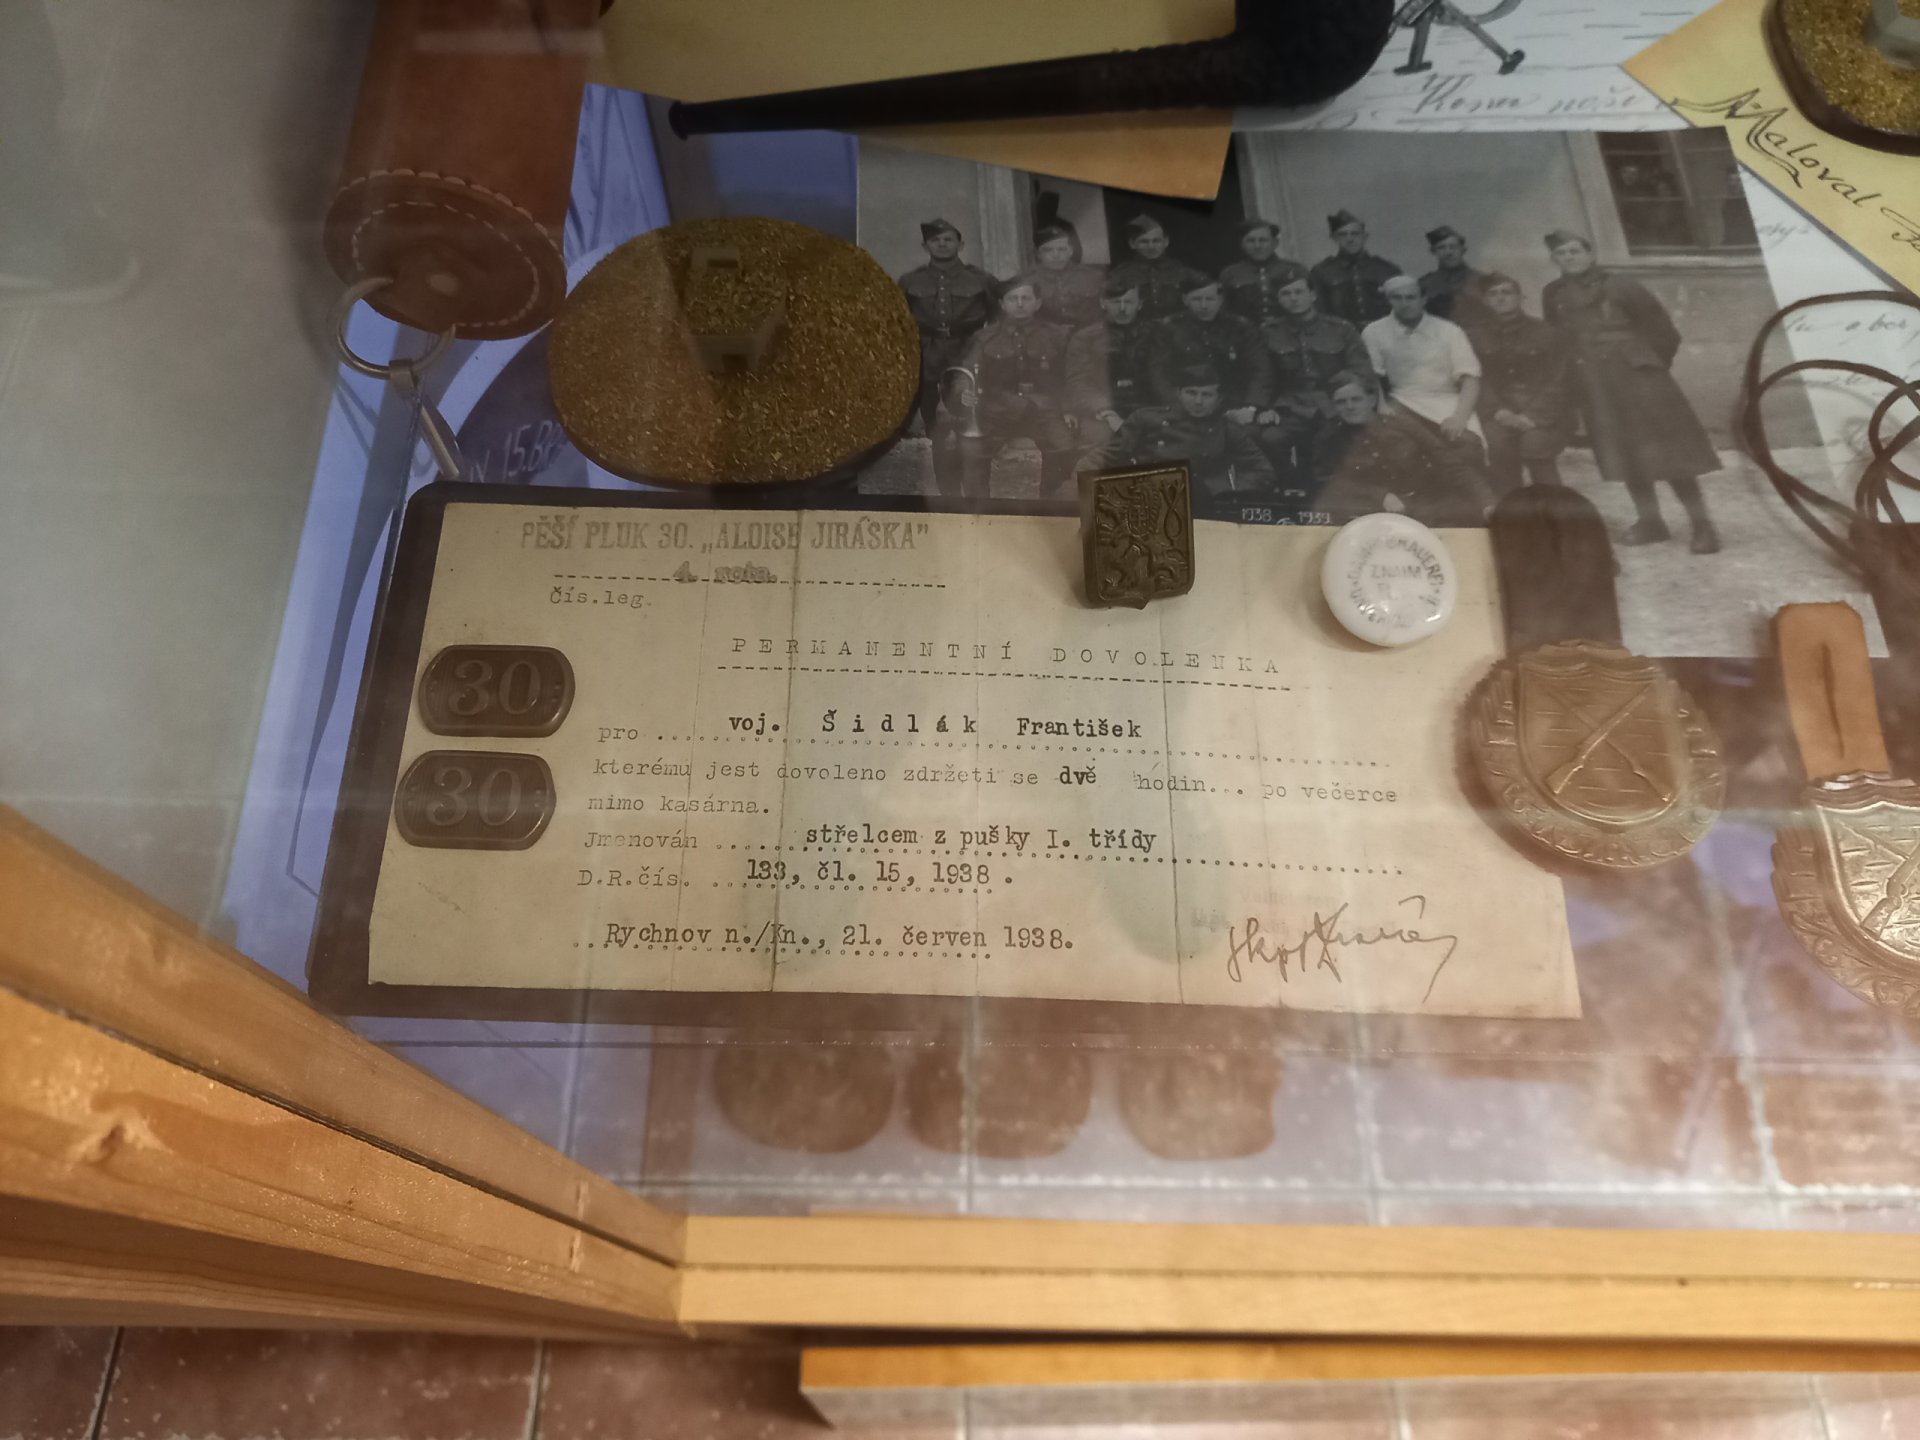 Maloval
15.BP
1938 1939
PĚŠÍ PLUK 30. „ALOISE JIRÁSKA”
4. rota.
čís.leg.
ZNAIM
PERMANENTNÍ DOVOLENKA
30
pro ... voj. Šidlák František
kterému jest dovoleno zdržeti se dvě hodin... po večerce
mimo kasárna.
30
Jmenován ..... střelcem z pušky I. třídy
D.R.čís. .. 133, čl. 15, 1938 .
..Rychnov n./Kn., 21. červen 1938.